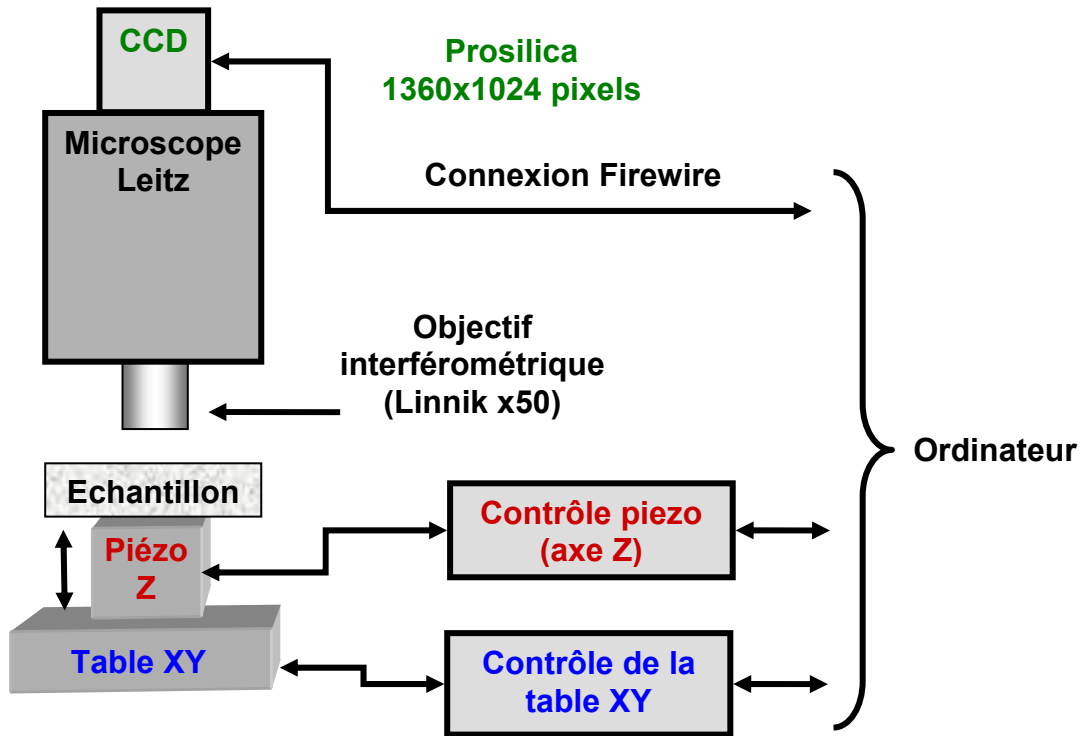 CCD
Prosilica
1360x1024 pixels
Microscope
Leitz
Connexion Firewire
Objectif
interférométrique
(Linnik x50)
Ordinateur
Echantillon
Piézo
Z
Contrôle piezo
(axe Z)
Table XY
Contrôle de la
table XY